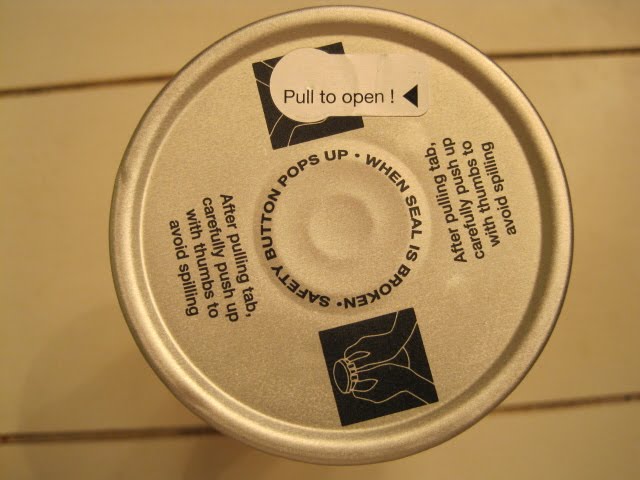 Pull to open !
SAFETY BUTTON POPS UP • WHEN SEAL IS BROKEN •
After pulling tab,
carefully push up
with thumbs to
avoid spilling
After pulling tab,
carefully push up
with thumbs to
avoid spilling